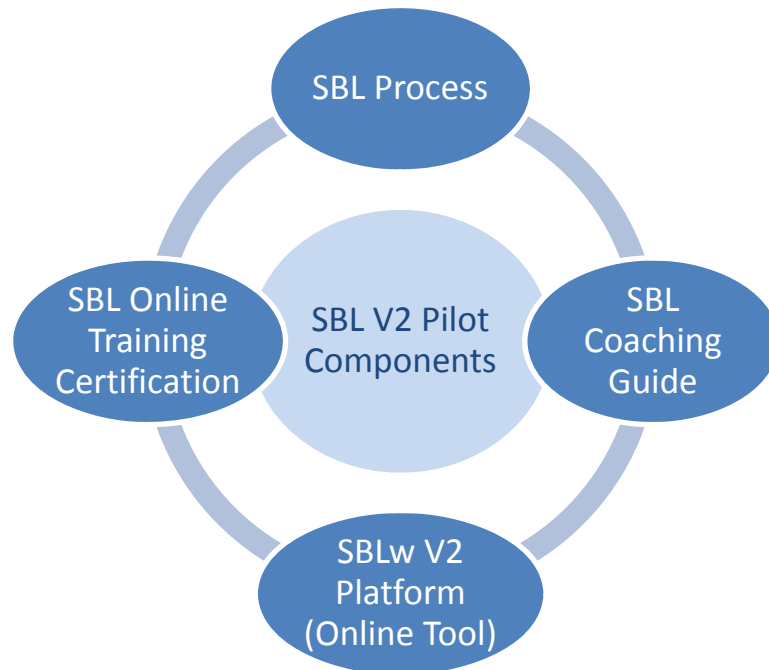 SBL Process
SBL Online
Training
Certification
SBL V2 Pilot
Components
SBL
Coaching
Guide
SBLw V2
Platform
(Online Tool)